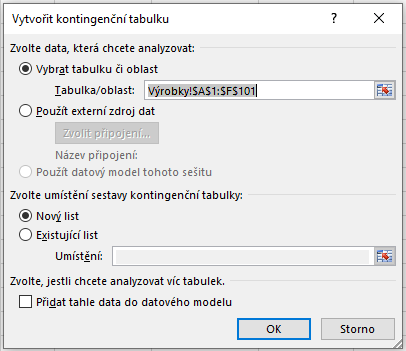 Vytvořit kontingenční tabulku
? ×
Zvolte data, která chcete analyzovat:
Vybrat tabulku či oblast
Tabulka/oblast: Výrobky!$A$1:$F$101
Použít externí zdroj dat
Zvolit připojení...
Název připojení:
Použít datový model tohoto sešitu
Zvolte umístění sestavy kontingenční tabulky:
Nový list
Existující list
Umístění:
Zvolte, jestli chcete analyzovat víc tabulek.
Přidat tahle data do datového modelu
OK Storno